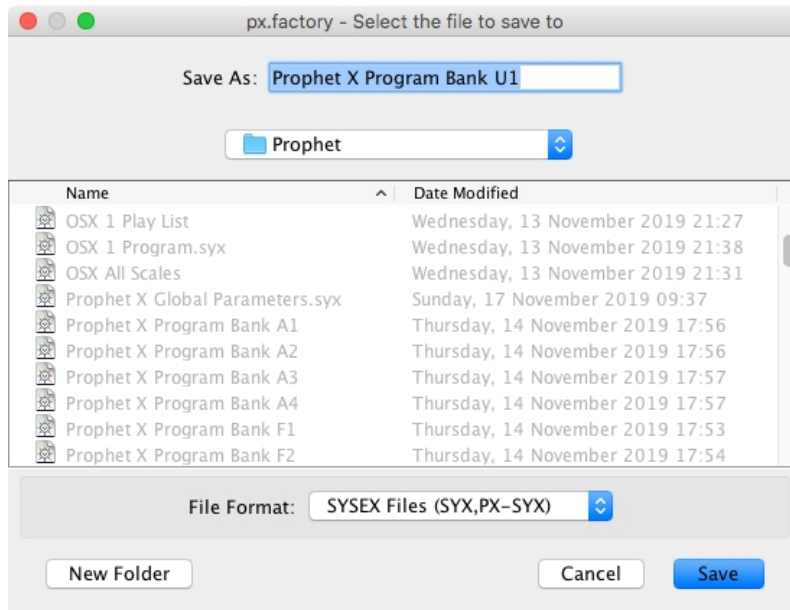 px.factory - Select the file to save to
Save As: Prophet X Program Bank U1
Prophet
Name Date Modified
OSX 1 Play List Wednesday, 13 November 2019 21:27
OSX 1 Program.syx Wednesday, 13 November 2019 21:38
OSX All Scales Wednesday, 13 November 2019 21:31
Prophet X Global Parameters.syx Sunday, 17 November 2019 09:37
Prophet X Program Bank A1 Thursday, 14 November 2019 17:56
Prophet X Program Bank A2 Thursday, 14 November 2019 17:56
Prophet X Program Bank A3 Thursday, 14 November 2019 17:57
Prophet X Program Bank A4 Thursday, 14 November 2019 17:57
Prophet X Program Bank F1 Thursday, 14 November 2019 17:53
Prophet X Program Bank F2 Thursday, 14 November 2019 17:54
File Format: SYSEX Files (SYX,PX-SYX)
New Folder Cancel Save